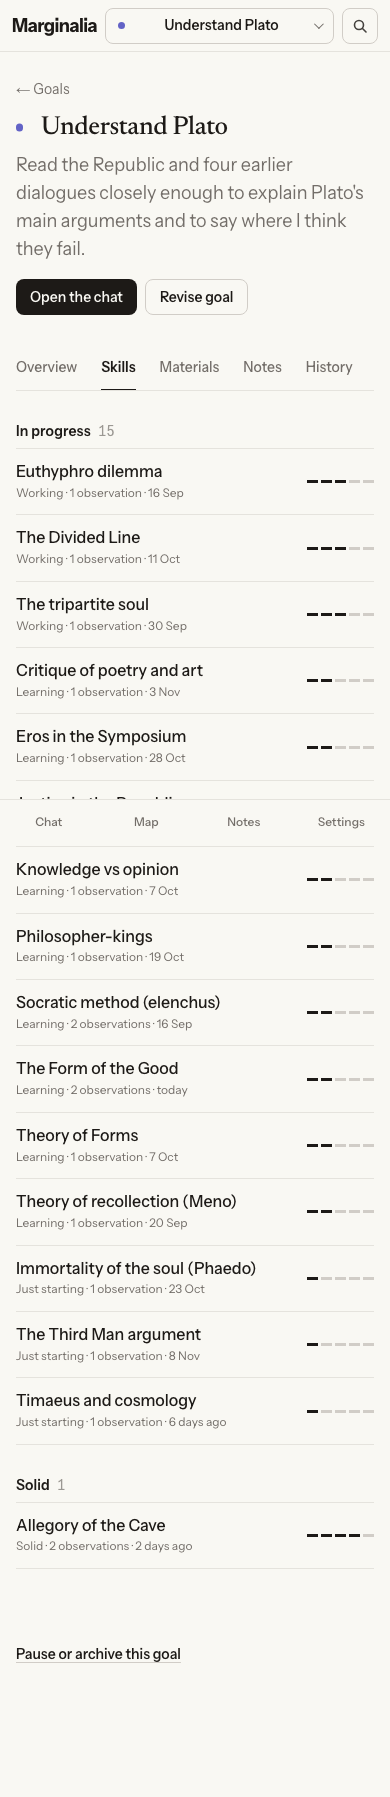 Marginalia
Understand Plato
← Goals
Understand Plato
Read the Republic and four earlier
dialogues closely enough to explain Plato's
main arguments and to say where I think
they fail.
Open the chat
Revise goal
Overview
Skills
Materials
Notes
History
In progress 15
Euthyphro dilemma
Working · 1 observation · 16 Sep
The Divided Line
Working · 1 observation · 11 Oct
The tripartite soul
Working · 1 observation · 30 Sep
Critique of poetry and art
Learning · 1 observation · 3 Nov
Eros in the Symposium
Learning · 1 observation · 28 Oct
Chat
Map
Notes
Settings
Knowledge vs opinion
Learning · 1 observation · 7 Oct
Philosopher-kings
Learning · 1 observation · 19 Oct
Socratic method (elenchus)
Learning · 2 observations · 16 Sep
The Form of the Good
Learning · 2 observations · today
Theory of Forms
Learning · 1 observation · 7 Oct
Theory of recollection (Meno)
Learning · 1 observation · 20 Sep
Immortality of the soul (Phaedo)
Just starting · 1 observation · 23 Oct
The Third Man argument
Just starting · 1 observation · 8 Nov
Timaeus and cosmology
Just starting · 1 observation · 6 days ago
Solid 1
Allegory of the Cave
Solid · 2 observations · 2 days ago
Pause or archive this goal